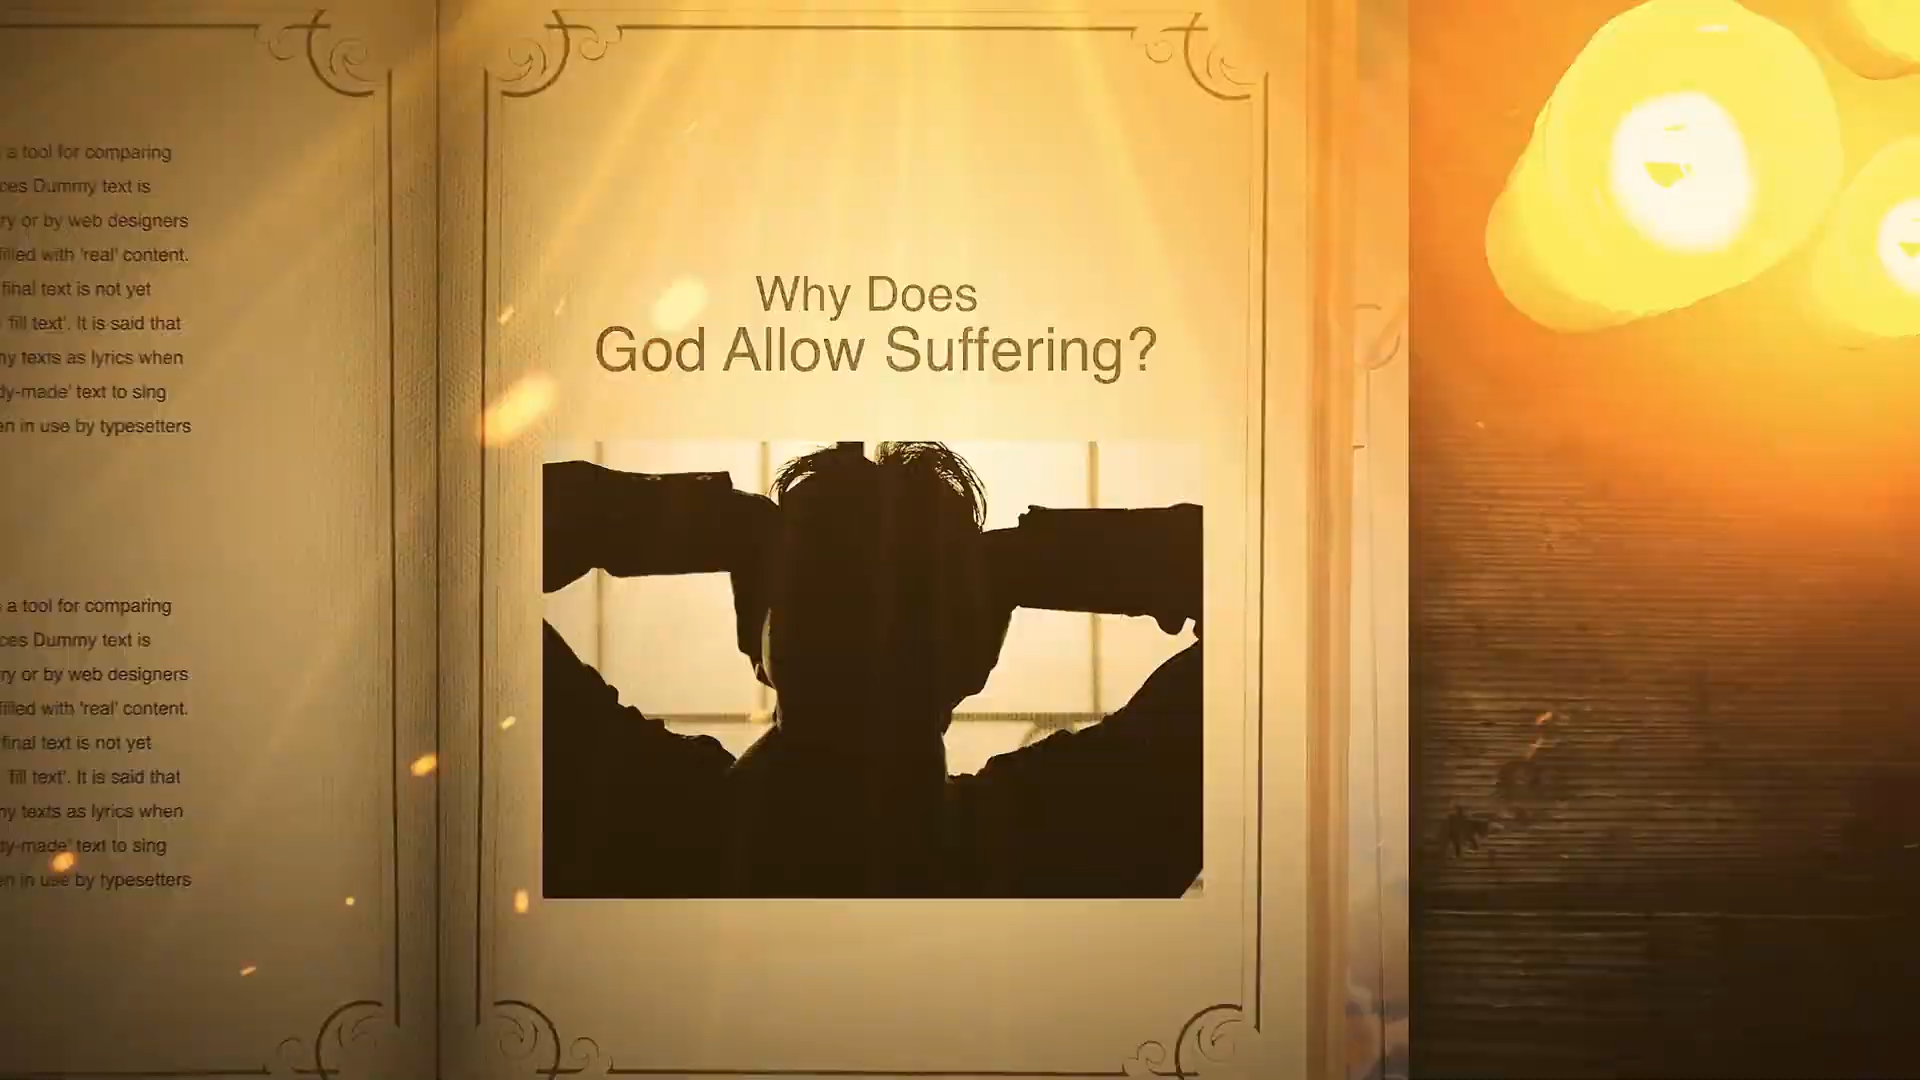 a tool for comparing
ces Dummy text is
ry or by web designers
filled with 'real' content.
final text is not yet
'fill text'. It is said that
ny texts as lyrics when
dy-made' text to sing
en in use by typesetters
a tool for comparing
ces Dummy text is
ry or by web designers
filled with 'real' content.
final text is not yet
'fill text'. It is said that
ny texts as lyrics when
dy-made' text to sing
en in use by typesetters
Why Does
God Allow Suffering?